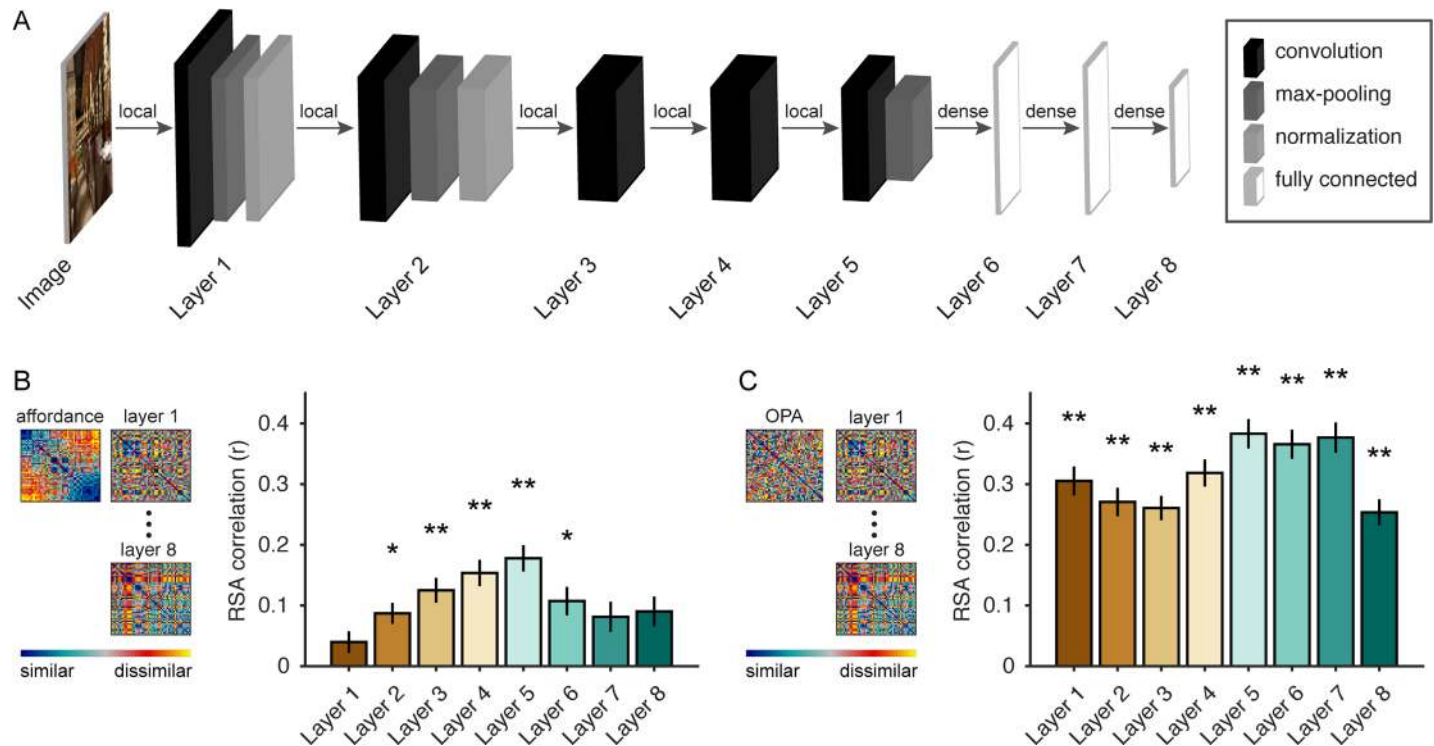 A
local
local
local
local
local
dense
dense
dense
convolution
max-pooling
normalization
fully connected
Image
Layer 1
Layer 2
Layer 3
Layer 4
Layer 5
Layer 6
Layer 7
Layer 8
B
affordance
layer 1
layer 8
similar
dissimilar
RSA correlation (r)
0.4
0.3
0.2
0.1
0
*
**
**
**
*
Layer 1
Layer 2
Layer 3
Layer 4
Layer 5
Layer 6
Layer 7
Layer 8
C
OPA
layer 1
layer 8
similar
dissimilar
RSA correlation (r)
0.4
0.3
0.2
0.1
0
**
**
**
**
**
**
**
**
Layer 1
Layer 2
Layer 3
Layer 4
Layer 5
Layer 6
Layer 7
Layer 8